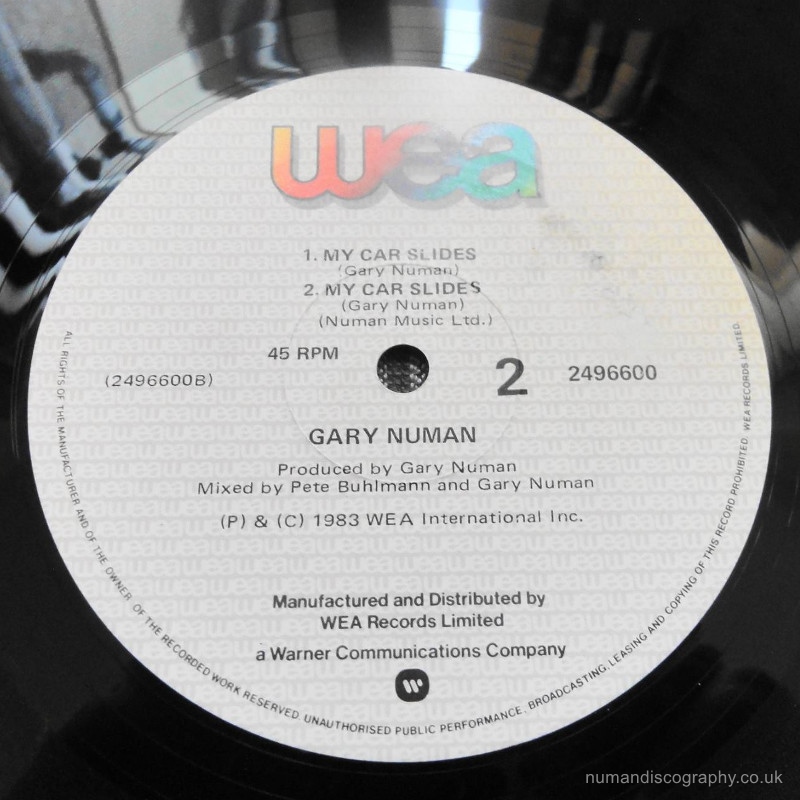 wea
1. MY CAR SLIDES
(Gary Numan)
2. MY CAR SLIDES
(Gary Numan)
(Numan Music Ltd.)
45 RPM
(2496600B)
2
2496600
GARY NUMAN
Produced by Gary Numan
Mixed by Pete Buhlmann and Gary Numan
(P) & (C) 1983 WEA International Inc.
Manufactured and Distributed by
WEA Records Limited
a Warner Communications Company
ALL RIGHTS OF THE MANUFACTURER AND OF THE OWNER OF THE RECORDED WORK RESERVED. UNAUTHORISED PUBLIC PERFORMANCE. BROADCASTING. LEASING AND COPYING OF THIS RECORD PROHIBITED. WEA RECORDS LIMITED.
numandiscography.co.uk